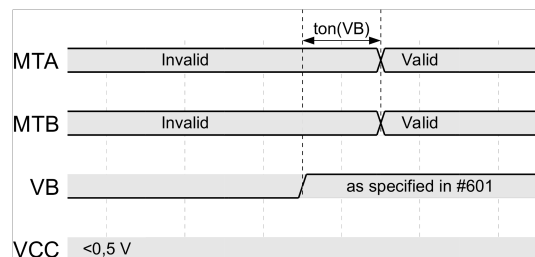 ton(VB)
MTA Invalid Valid
MTB Invalid Valid
VB as specified in #601
VCC <0,5 V